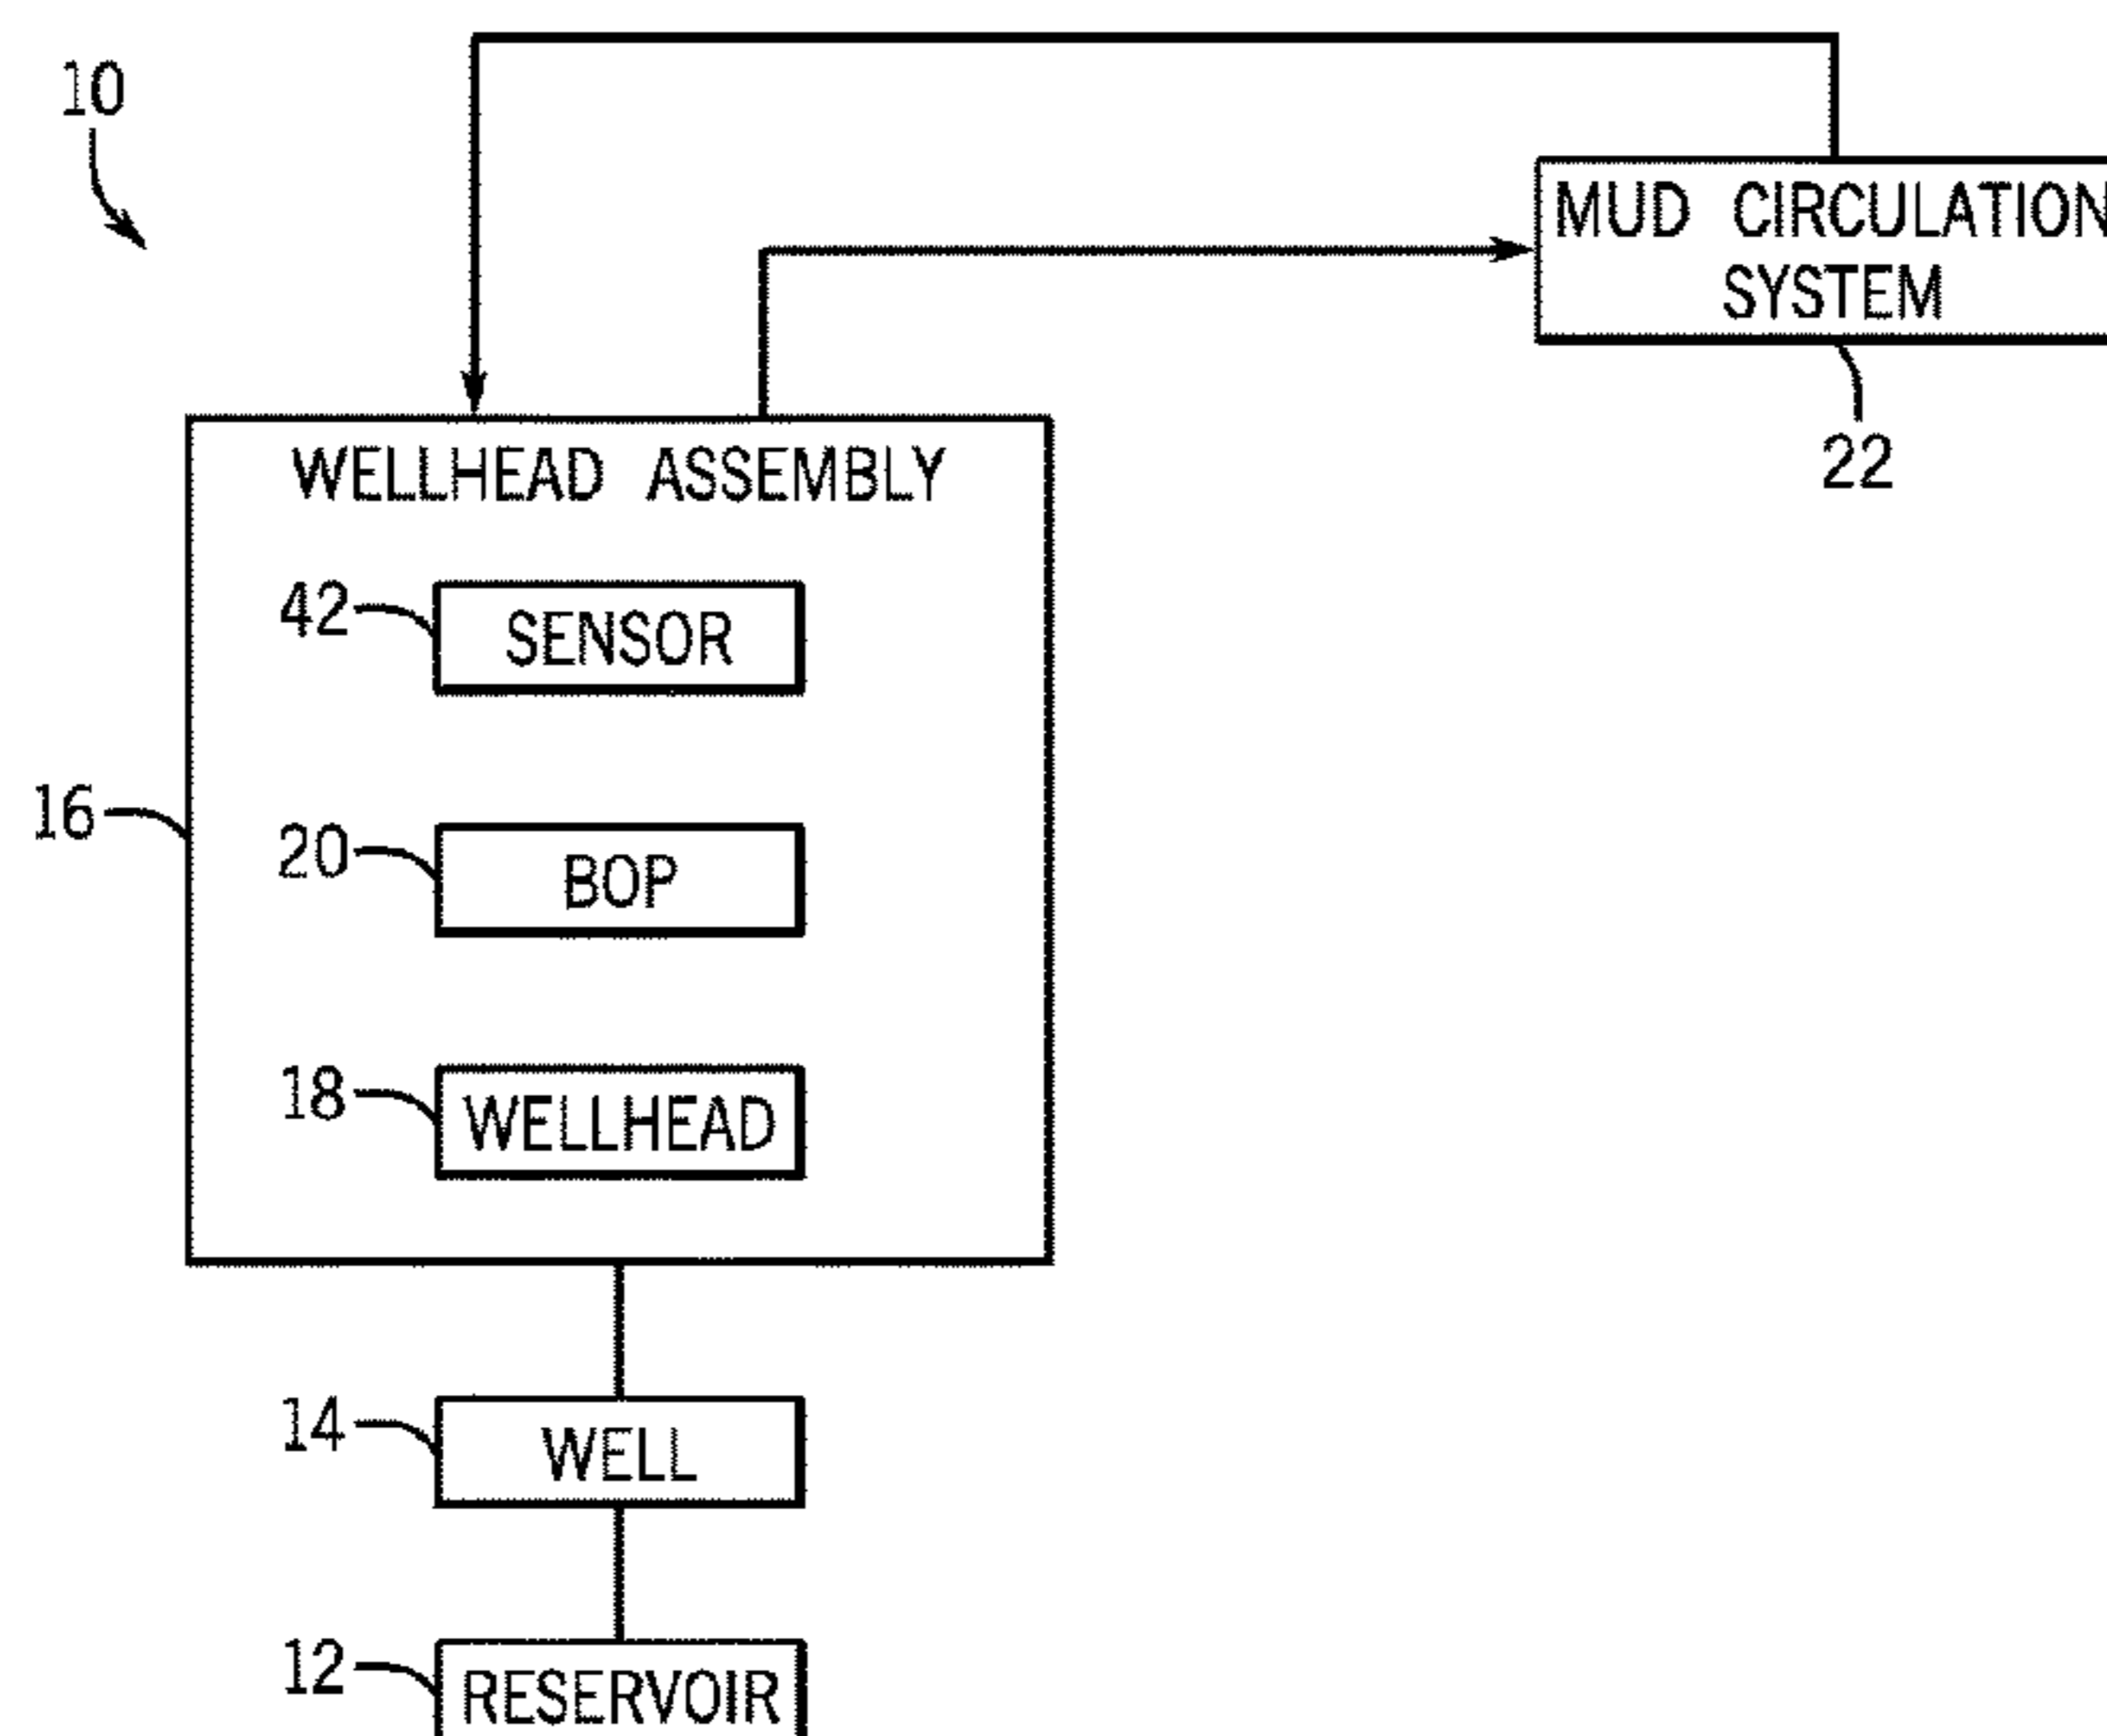 10
MUD CIRCULATION
SYSTEM
22
WELLHEAD ASSEMBLY
42
SENSOR
16
20
BOP
18
WELLHEAD
14
WELL
12
RESERVOIR